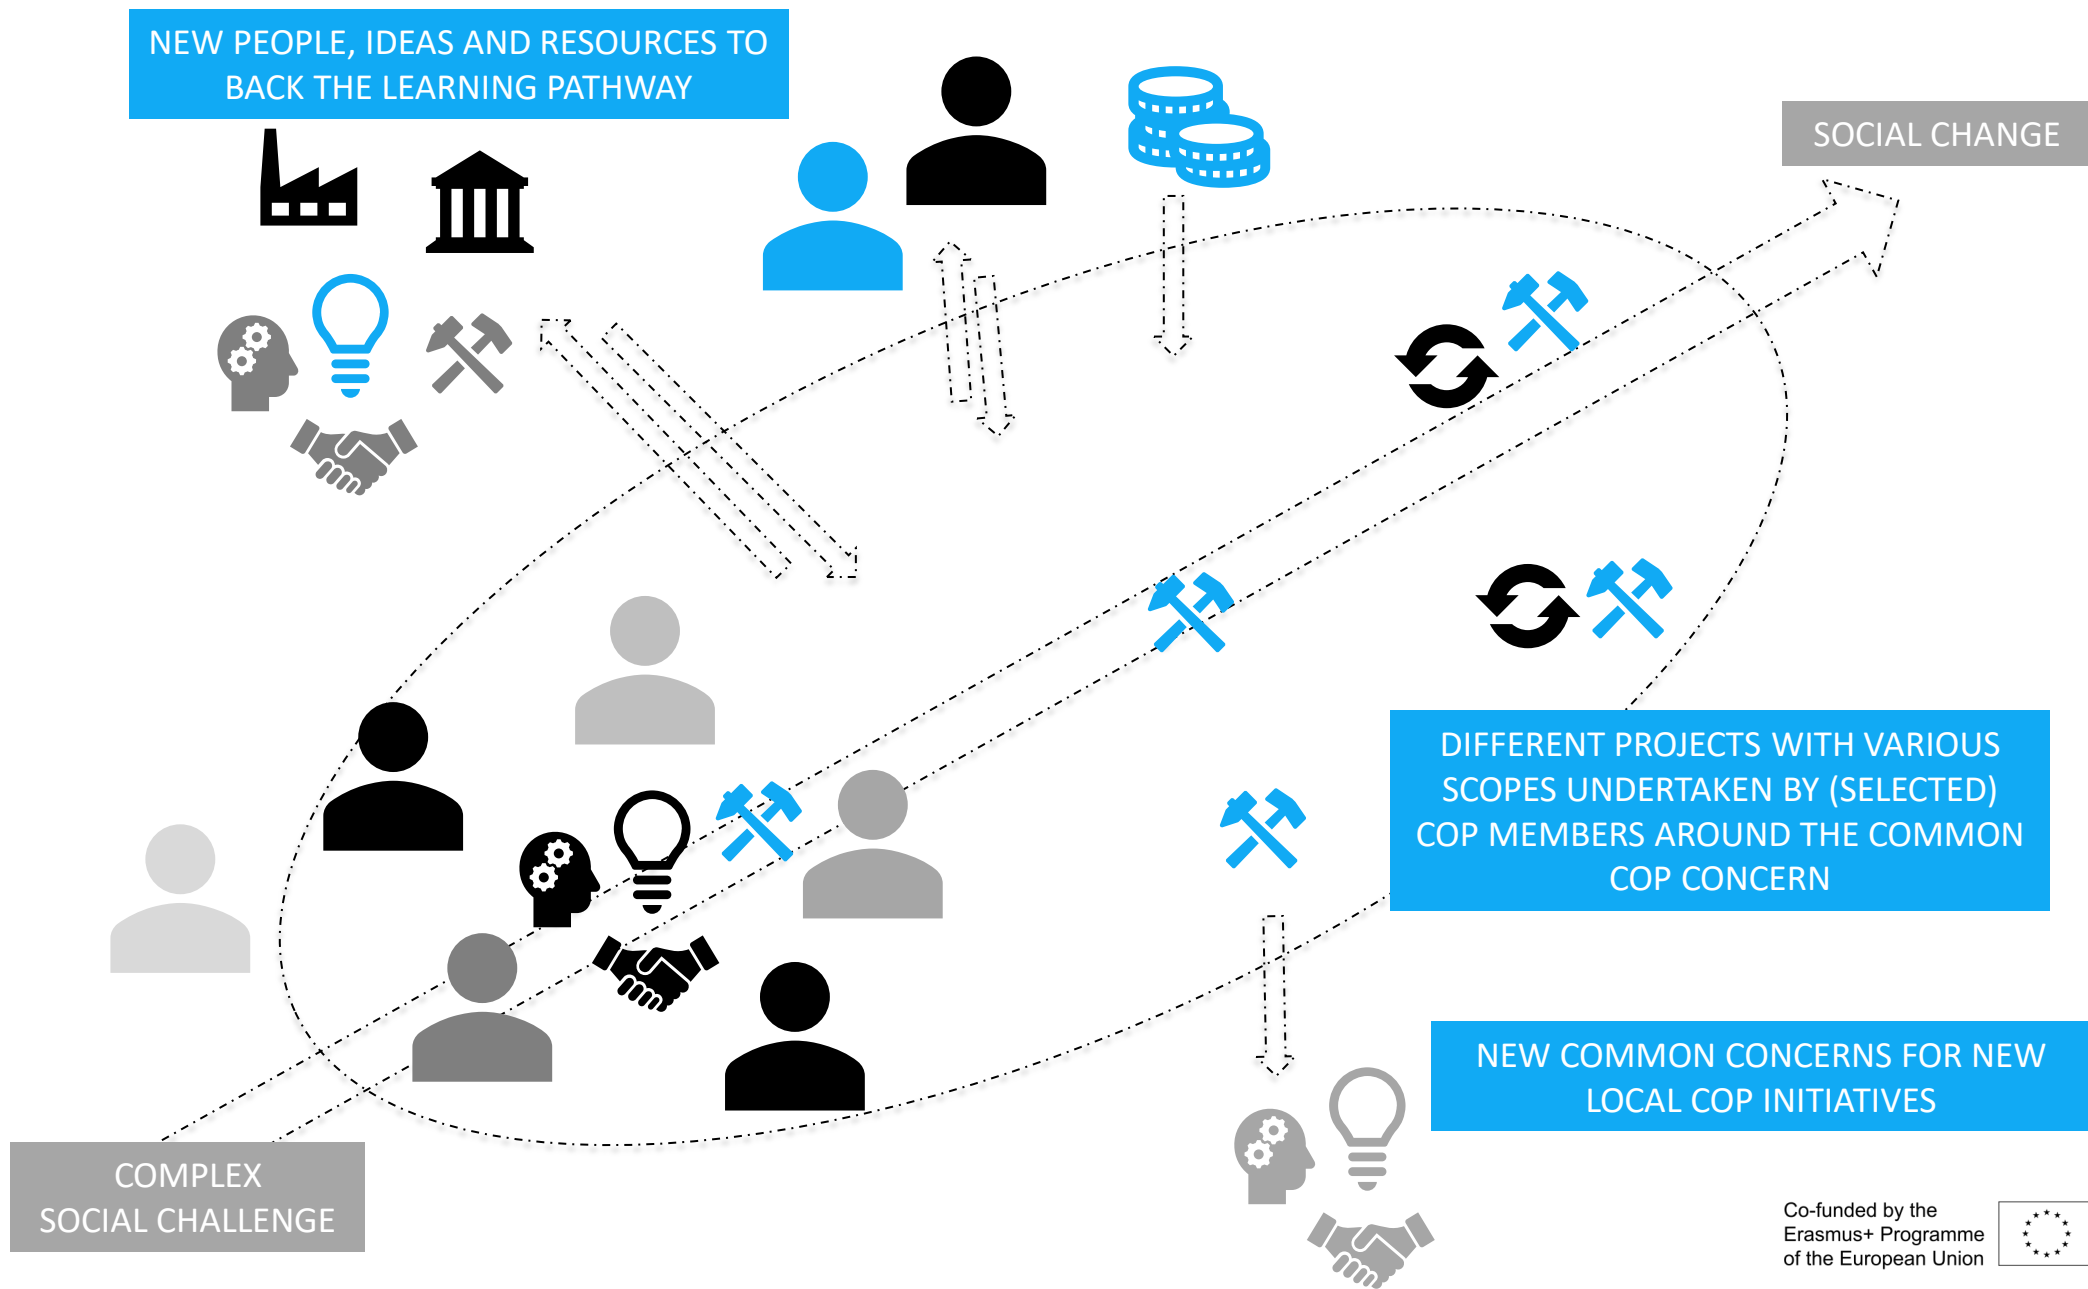 NEW PEOPLE, IDEAS AND RESOURCES TO
BACK THE LEARNING PATHWAY
SOCIAL CHANGE
DIFFERENT PROJECTS WITH VARIOUS
SCOPES UNDERTAKEN BY (SELECTED)
COP MEMBERS AROUND THE COMMON
COP CONCERN
NEW COMMON CONCERNS FOR NEW
LOCAL COP INITIATIVES
COMPLEX
SOCIAL CHALLENGE
Co-funded by the
Erasmus+ Programme
of the European Union